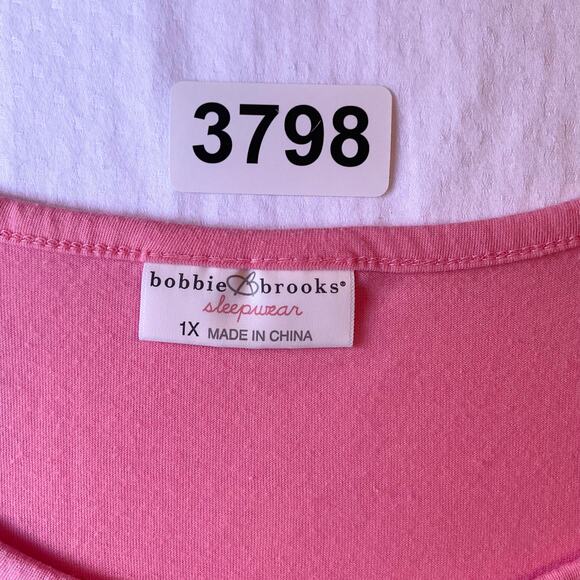 3798
bobbie brooks®
sleepwear
1X MADE IN CHINA